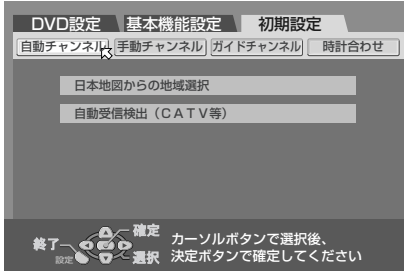 DVD設定 基本機能設定 初期設定
自動チャンネル 手動チャンネル ガイドチャンネル 時計合わせ
日本地図からの地域選択
自動受信検出(CATV等)
確定
終了
設定
選択
カーソルボタンで選択後、
決定ボタンで確定してください